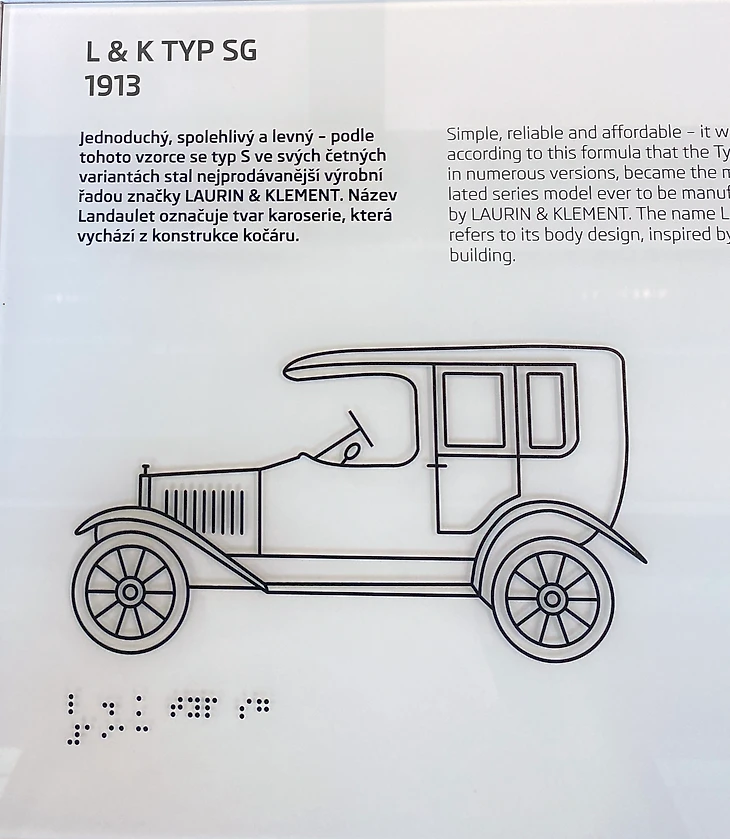 L & K TYP SG
1913
Jednoduchý, spolehlivý a levný – podle
tohoto vzorce se typ S ve svých četných
variantách stal nejprodávanější výrobní
řadou značky LAURIN & KLEMENT. Název
Landaulet označuje tvar karoserie, která
vychází z konstrukce kočáru.
Simple, reliable and affordable – it
according to this formula that the
in numerous versions, became the
lated series model ever to be
by LAURIN & KLEMENT. The name
refers to its body design, inspired by
building.